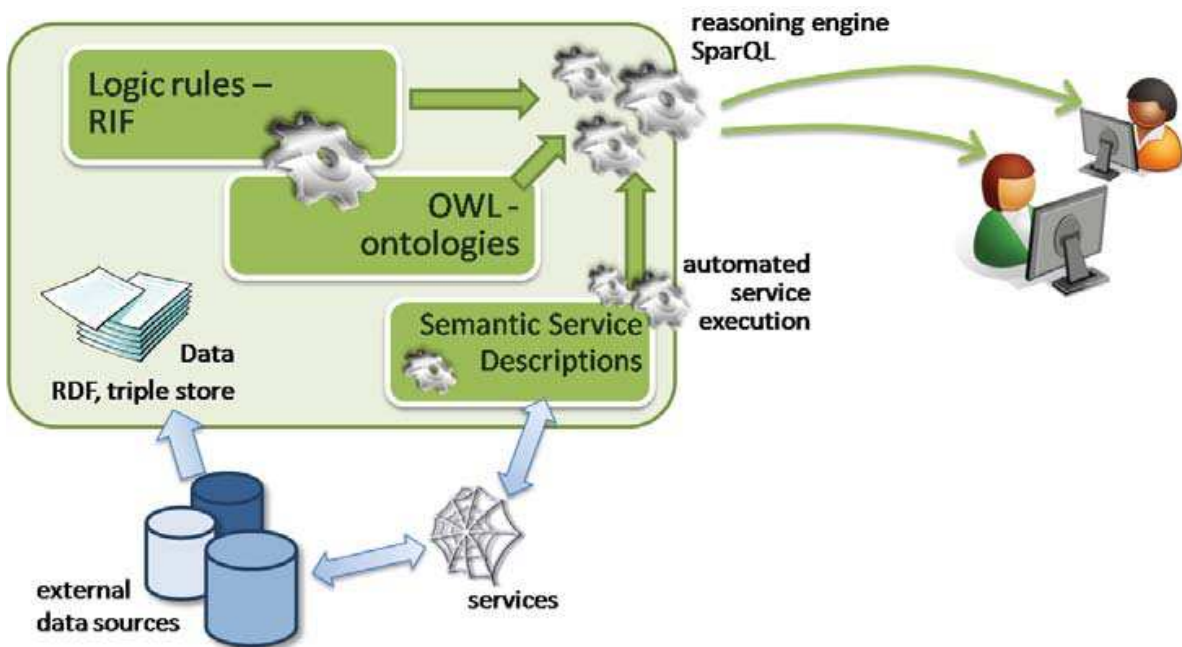 reasoning engine
SparQL
Logic rules –
RIF
OWL -
ontologies
automated
service
execution
Semantic Service
Descriptions
Data
RDF, triple store
external
data sources
services